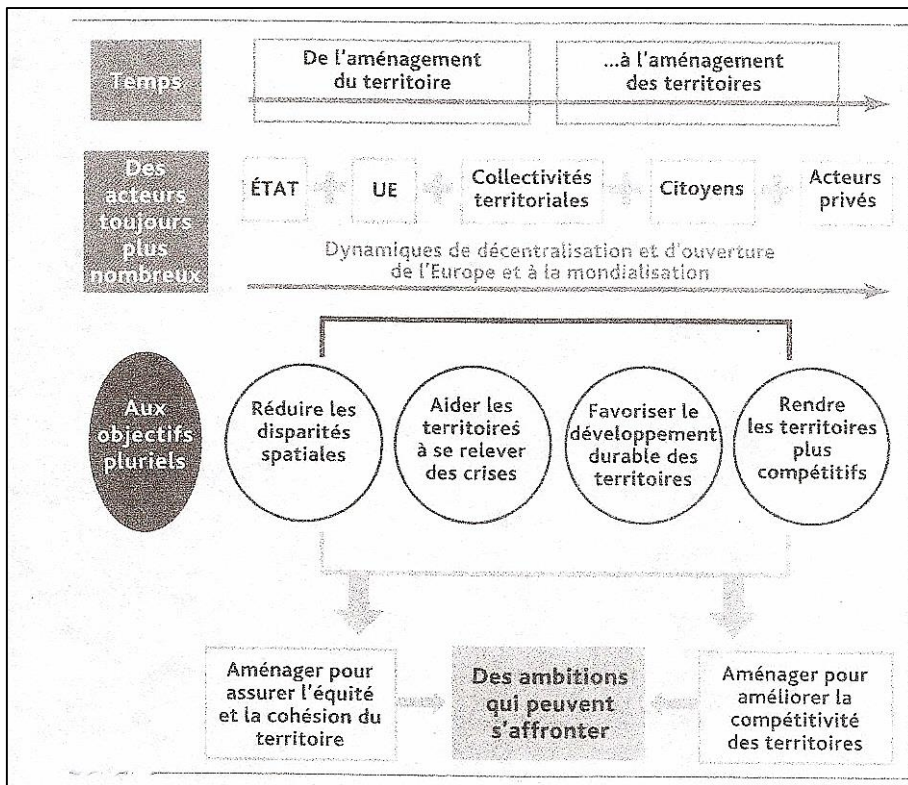 Temps
De l'aménagement
du territoire
...à l'aménagement
des territoires
Des
acteurs
toujours
plus
nombreux
ÉTAT
UE
Collectivités
territoriales
Citoyens
Acteurs
privés
Dynamiques de décentralisation et d'ouverture
de l'Europe et à la mondialisation
Aux
objectifs
pluriels
Réduire les
disparités
spatiales
Aider les
territoires
à se relever
des crises
Favoriser le
développement
durable des
territoires
Rendre
les territoires
plus
compétitifs
Aménager pour
assurer l'équité
et la cohésion du
territoire
Des ambitions
qui peuvent
s'affronter
Aménager pour
améliorer la
compétitivité
des territoires